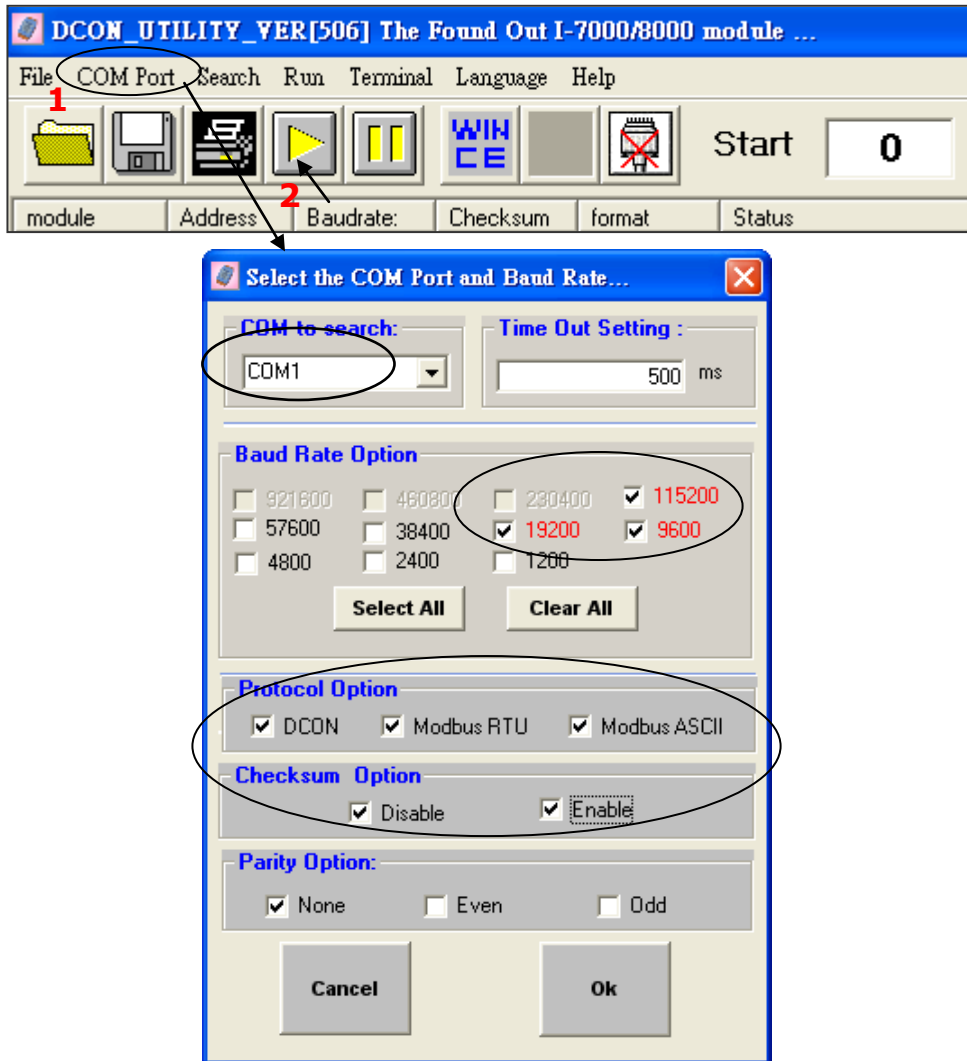 DCON_UTILITY_VER[506] The Found Out I-7000/8000 module ...
File COM Port Search Run Terminal Language Help
1
WIN CE Start 0
2
module Address Baudrate: Checksum format Status
Select the COM Port and Baud Rate...
COM to search: Time Out Setting :
COM1 500 ms
Baud Rate Option
921600 460800 230400 115200
57600 38400 19200 9600
4800 2400 1200
Select All Clear All
Protocol Option
DCON Modbus RTU Modbus ASCII
Checksum Option
Disable Enable
Parity Option:
None Even Odd
Cancel Ok